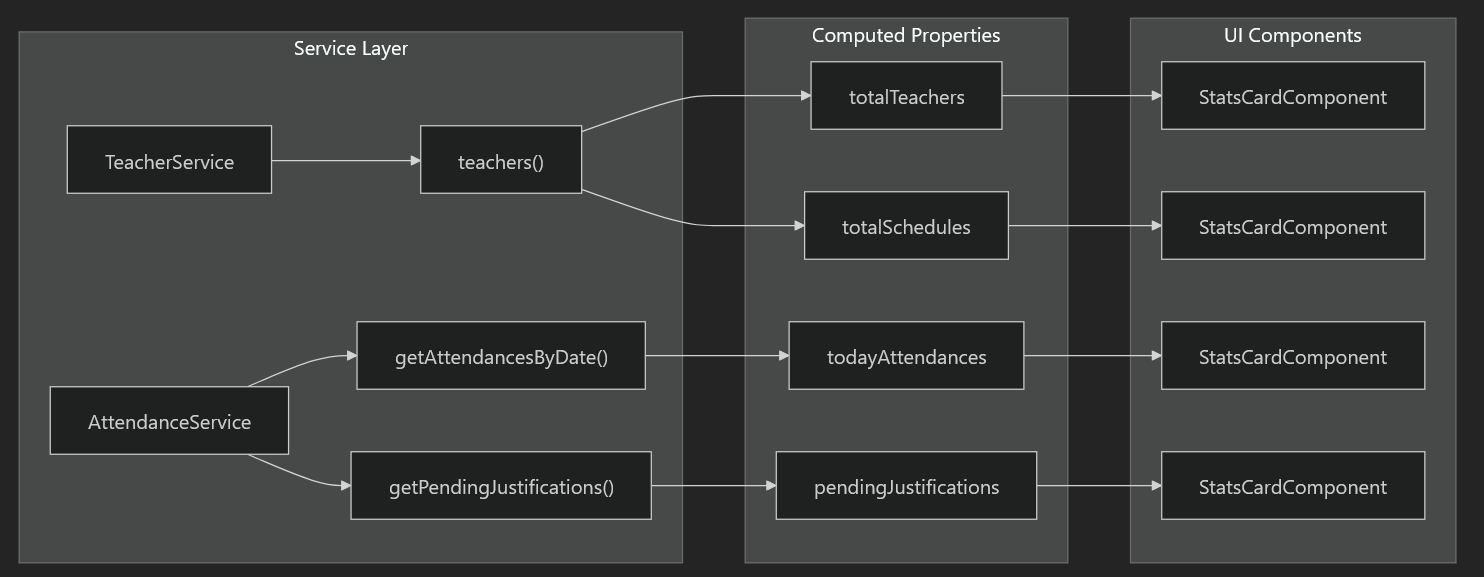 Service Layer
TeacherService
teachers()
AttendanceService
getAttendancesByDate()
getPendingJustifications()
Computed Properties
totalTeachers
totalSchedules
todayAttendances
pendingJustifications
UI Components
StatsCardComponent
StatsCardComponent
StatsCardComponent
StatsCardComponent